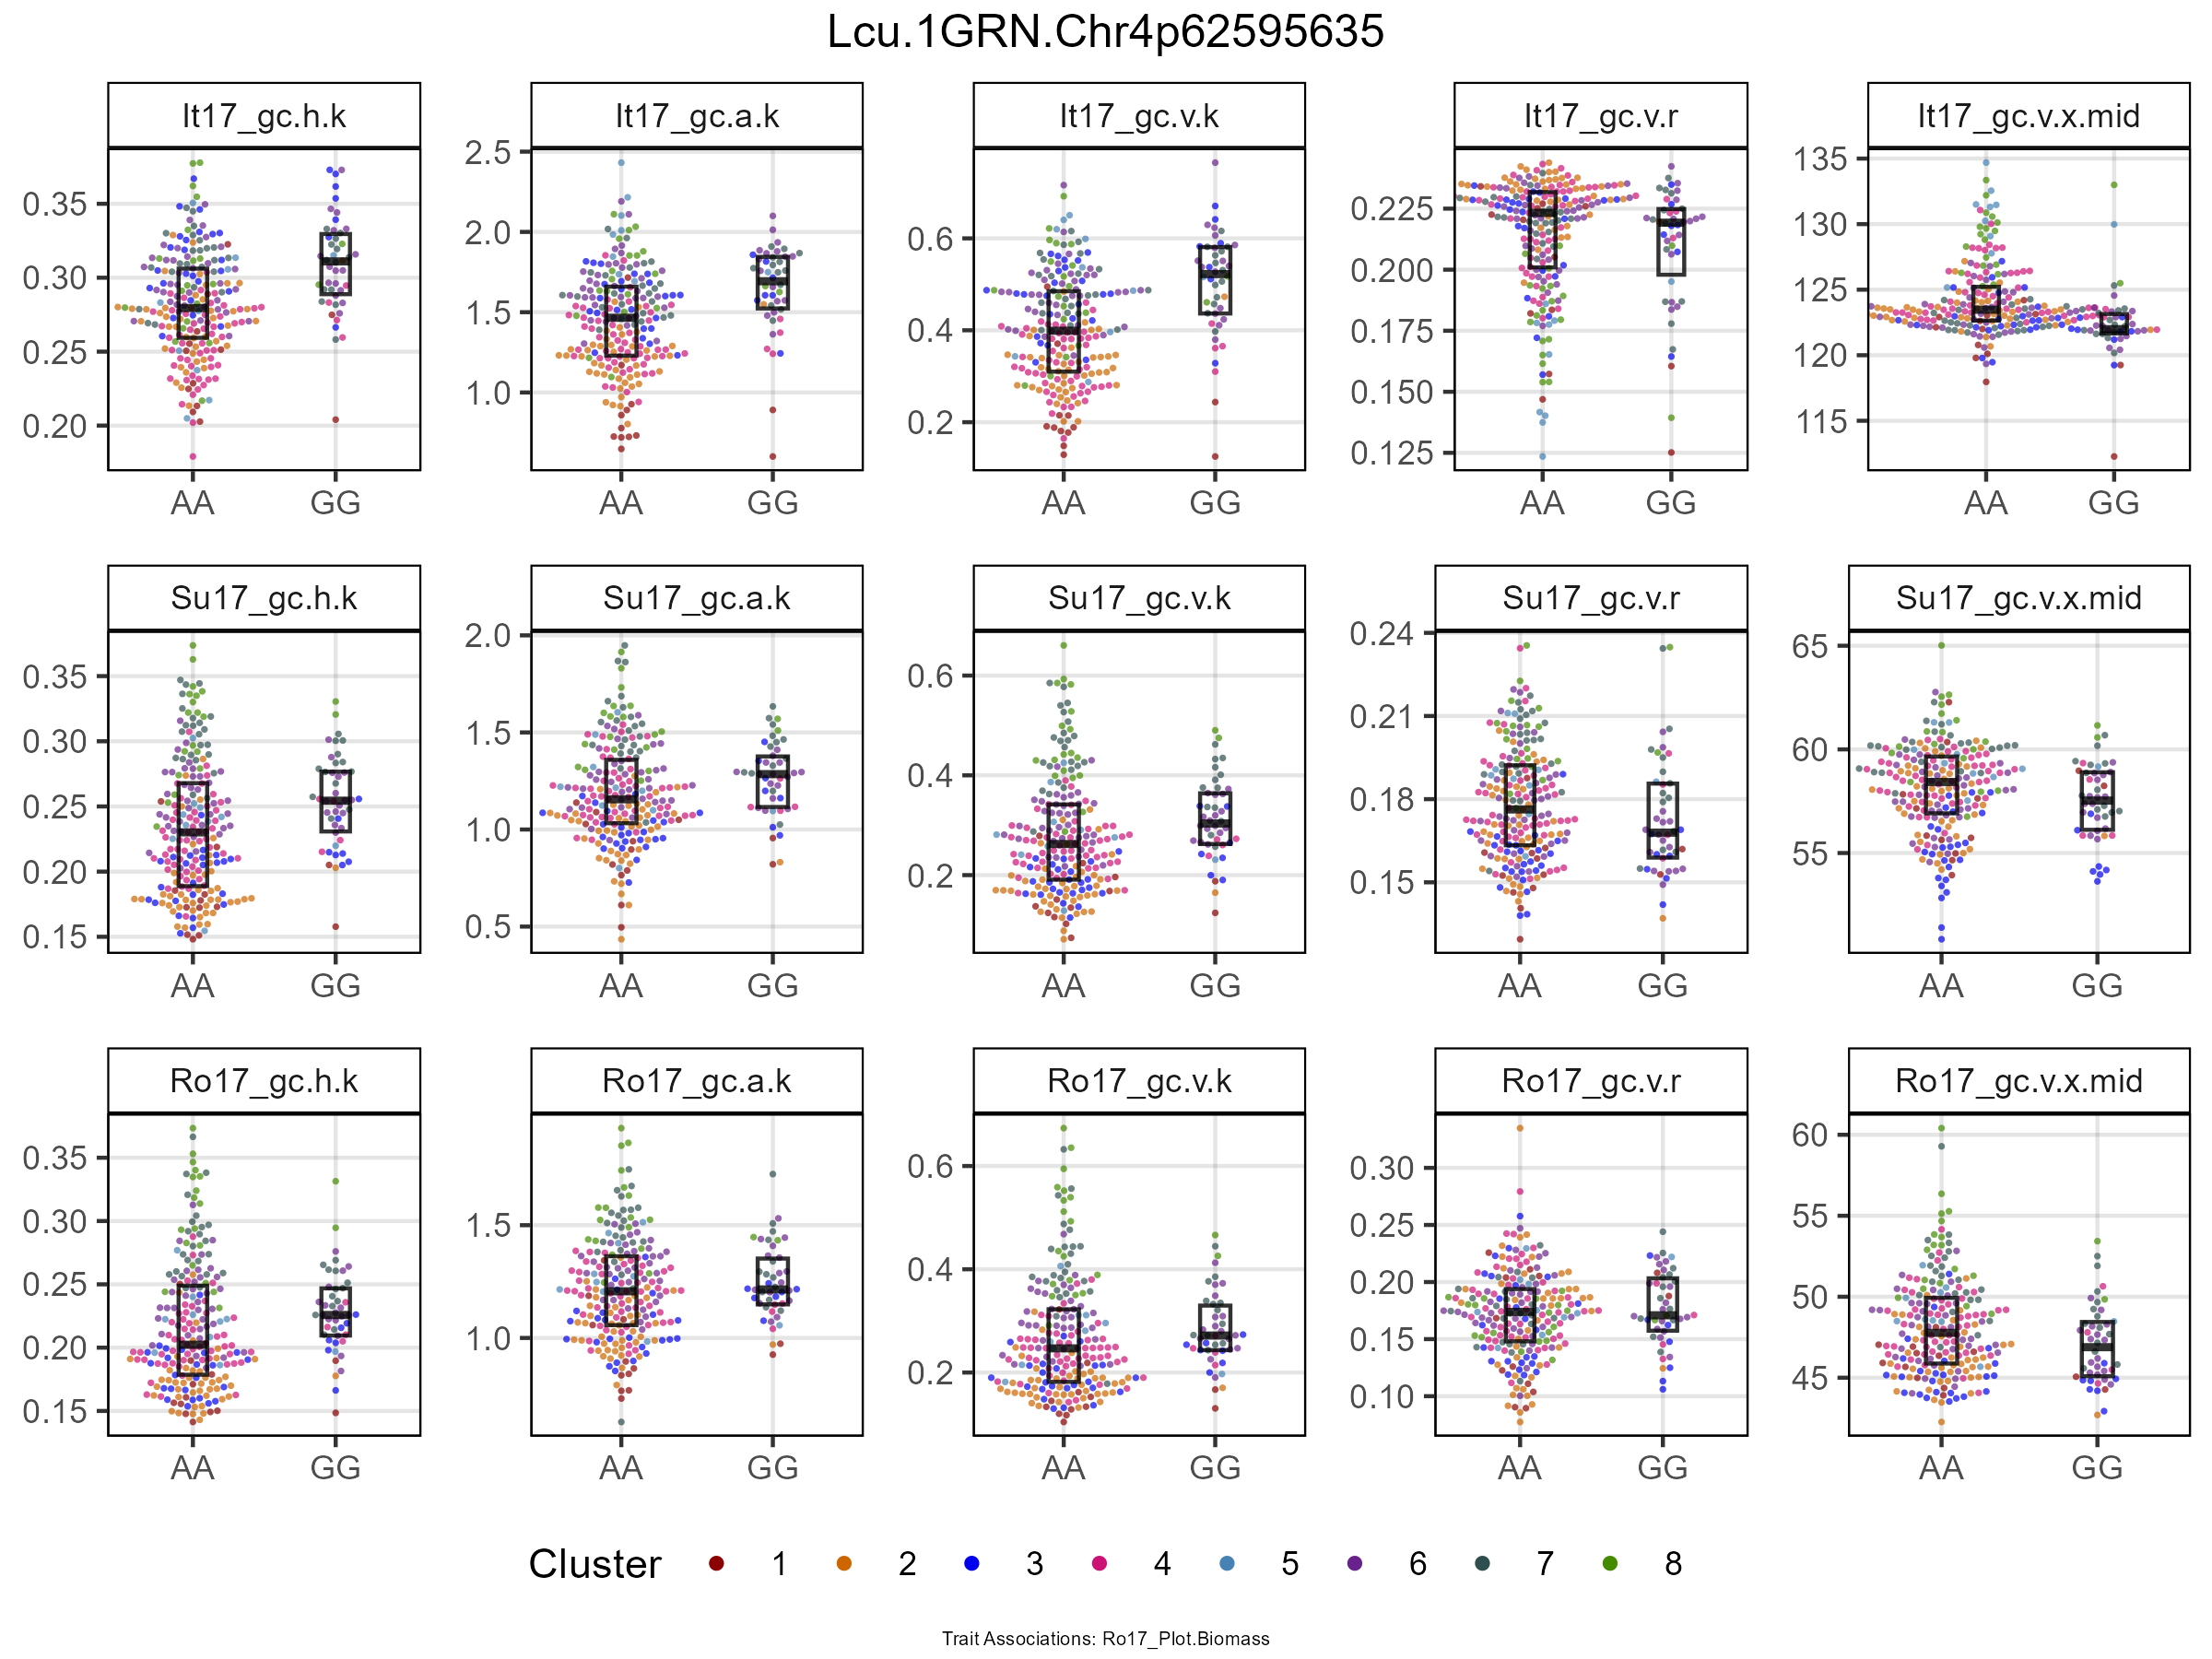 Lcu.1GRN.Chr4p62595635
It17_gc.h.k It17_gc.a.k It17_gc.v.k It17_gc.v.r It17_gc.v.x.mid
0.35 0.30 0.25 0.20
2.5 2.0 1.5 1.0
0.6 0.4 0.2
0.225 0.200 0.175 0.150 0.125
135 130 125 120 115
AA GG AA GG AA GG AA GG AA GG
Su17_gc.h.k Su17_gc.a.k Su17_gc.v.k Su17_gc.v.r Su17_gc.v.x.mid
0.35 0.30 0.25 0.20 0.15
2.0 1.5 1.0 0.5
0.6 0.4 0.2
0.24 0.21 0.18 0.15
65 60 55
AA GG AA GG AA GG AA GG AA GG
Ro17_gc.h.k Ro17_gc.a.k Ro17_gc.v.k Ro17_gc.v.r Ro17_gc.v.x.mid
0.35 0.30 0.25 0.20 0.15
1.5 1.0
0.6 0.4 0.2
0.30 0.25 0.20 0.15 0.10
60 55 50 45
AA GG AA GG AA GG AA GG AA GG
Cluster 1 2 3 4 5 6 7 8
Trait Associations: Ro17_Plot.Biomass